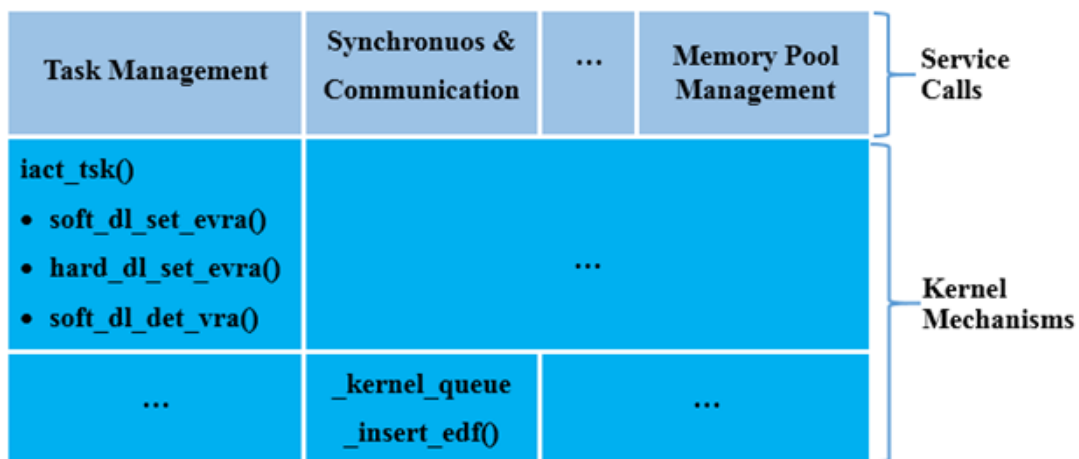 Task Management
Synchronuos &
Communication
...
Memory Pool
Management
Service
Calls
iact_tsk()
• soft_dl_set_evra()
• hard_dl_set_evra()
• soft_dl_det_vra()
...
Kernel
Mechanisms
...
_kernel_queue
_insert_edf()
...